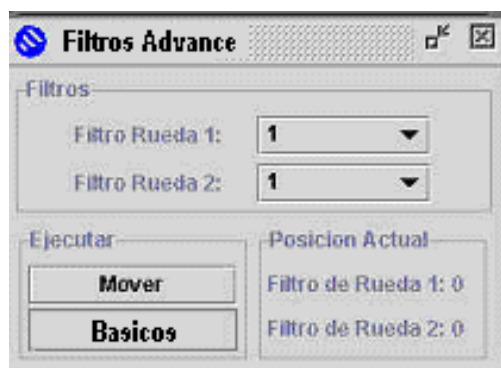 Filtros Advance
Filtros
Filtro Rueda 1: 1
Filtro Rueda 2: 1
Ejecutar
Mover
Basicos
Posicion Actual
Filtro de Rueda 1: 0
Filtro de Rueda 2: 0